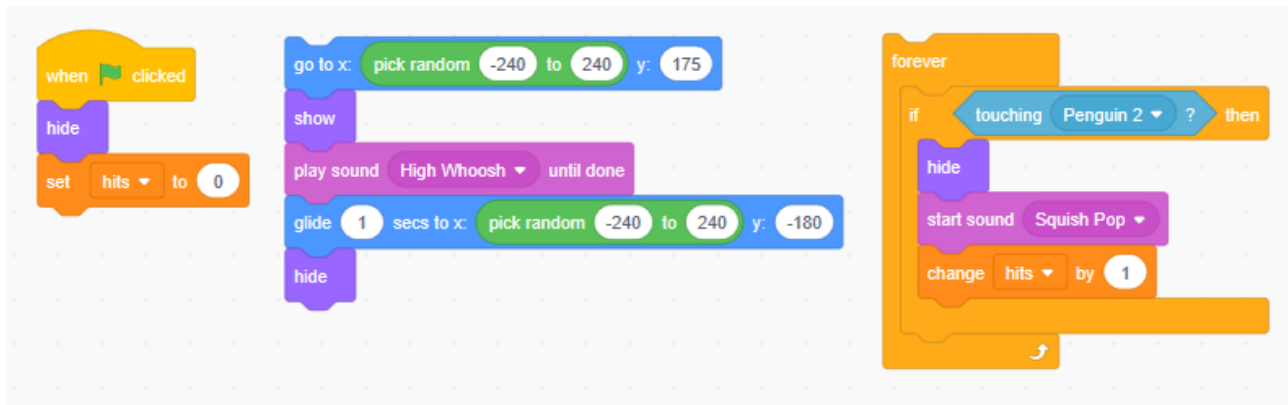 when clicked
hide
set hits to 0
go to x: pick random -240 to 240 y: 175
show
play sound High Whoosh until done
glide 1 secs to x: pick random -240 to 240 y: -180
hide
forever
if touching Penguin 2 ? then
hide
start sound Squish Pop
change hits by 1